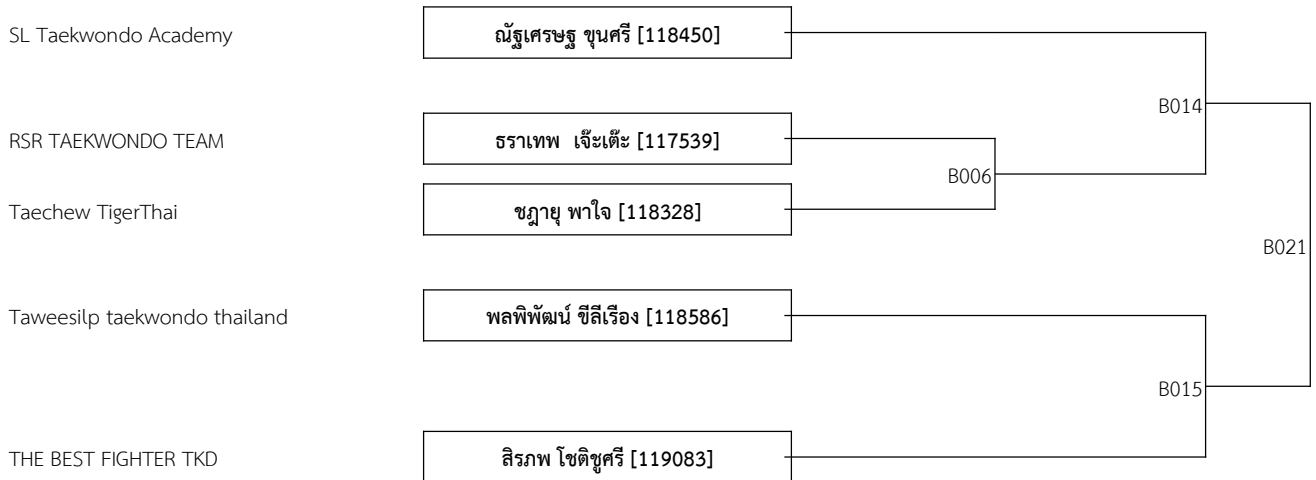 SL Taekwondo Academy ณัฐเศรษฐ ขุนศรี [118450]
B014
RSR TAEKWONDO TEAM ธราเทพ เจ๊ะเต๊ะ [117539]
B006
Taechew TigerThai ชฎายุ พาใจ [118328]
B021
Taweesilp taekwondo thailand พลพิพัฒน์ ขีลีเรือง [118586]
B015
THE BEST FIGHTER TKD สิรภพ โชติชูศรี [119083]